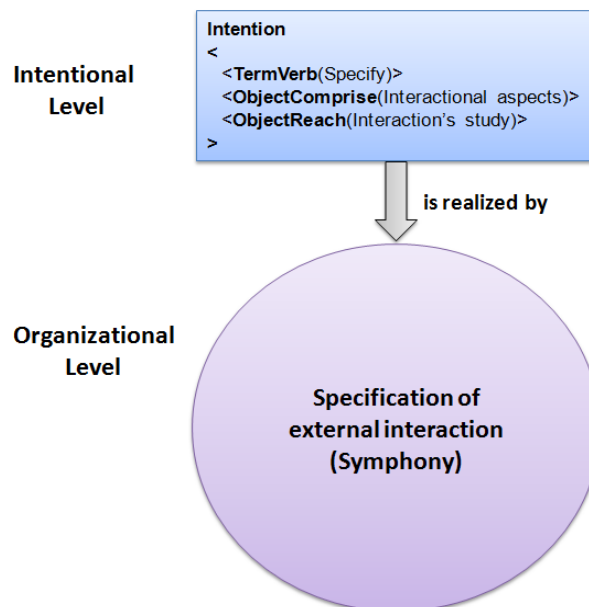 Intentional
Level
Intention
<
<TermVerb(Specify)>
<ObjectComprise(Interactional aspects)>
<ObjectReach(Interaction's study)>
>
is realized by
Organizational
Level
Specification of
external interaction
(Symphony)